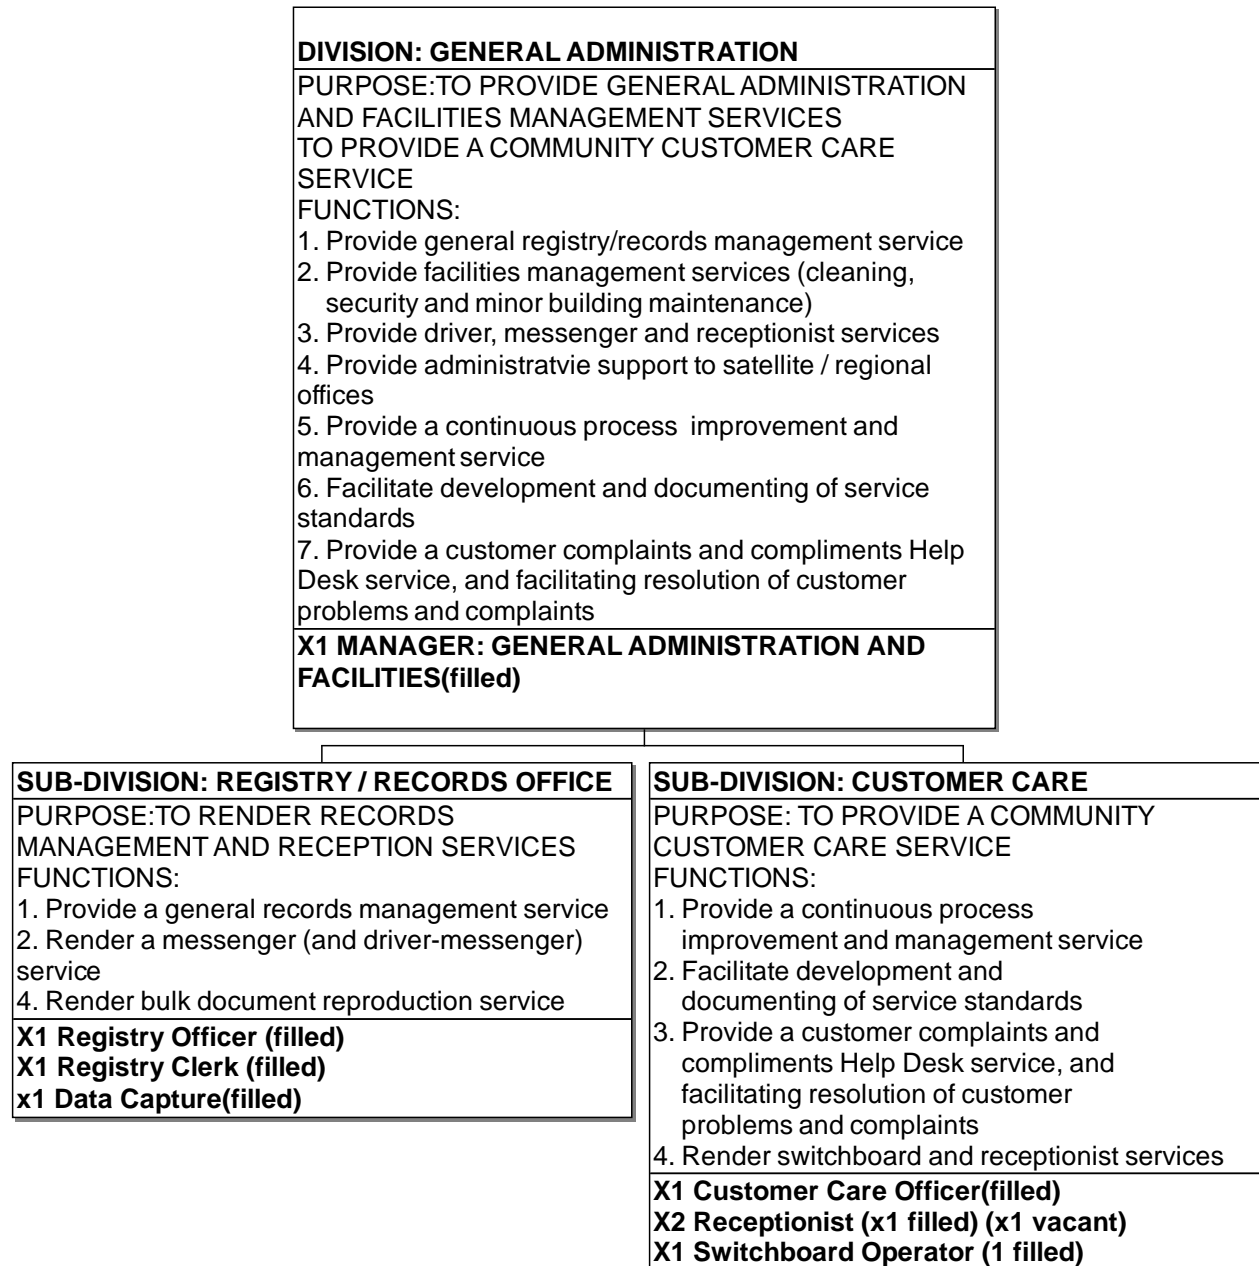 DIVISION: GENERAL ADMINISTRATION
PURPOSE:TO PROVIDE GENERAL ADMINISTRATION
AND FACILITIES MANAGEMENT SERVICES
TO PROVIDE A COMMUNITY CUSTOMER CARE
SERVICE
FUNCTIONS:
1. Provide general registry/records management service
2. Provide facilities management services (cleaning,
security and minor building maintenance)
3. Provide driver, messenger and receptionist services
4. Provide administratvie support to satellite / regional
offices
5. Provide a continuous process  improvement and
management service
6. Facilitate development and documenting of service
standards
7. Provide a customer complaints and compliments Help
Desk service, and facilitating resolution of customer
problems and complaints
X1 MANAGER: GENERAL ADMINISTRATION AND
FACILITIES(filled)
SUB-DIVISION: REGISTRY / RECORDS OFFICE
PURPOSE:TO RENDER RECORDS
MANAGEMENT AND RECEPTION SERVICES
FUNCTIONS:
1. Provide a general records management service
2. Render a messenger (and driver-messenger)
service
4. Render bulk document reproduction service
X1 Registry Officer (filled)
X1 Registry Clerk (filled)
x1 Data Capture(filled)
SUB-DIVISION: CUSTOMER CARE
PURPOSE: TO PROVIDE A COMMUNITY
CUSTOMER CARE SERVICE
FUNCTIONS:
1. Provide a continuous process
improvement and management service
2. Facilitate development and
documenting of service standards
3. Provide a customer complaints and
compliments Help Desk service, and
facilitating resolution of customer
problems and complaints
4. Render switchboard and receptionist services
X1 Customer Care Officer(filled)
X2 Receptionist (x1 filled) (x1 vacant)
X1 Switchboard Operator (1 filled)